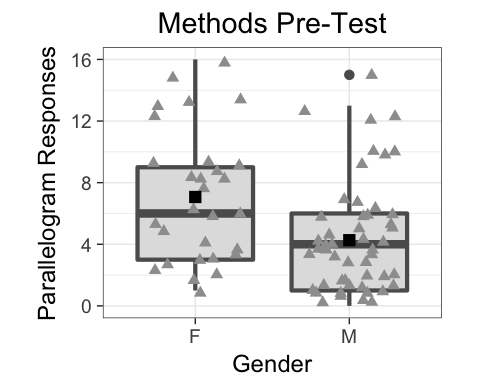 Methods Pre-Test
Parallelogram Responses
16
12
8
4
0
F M
Gender